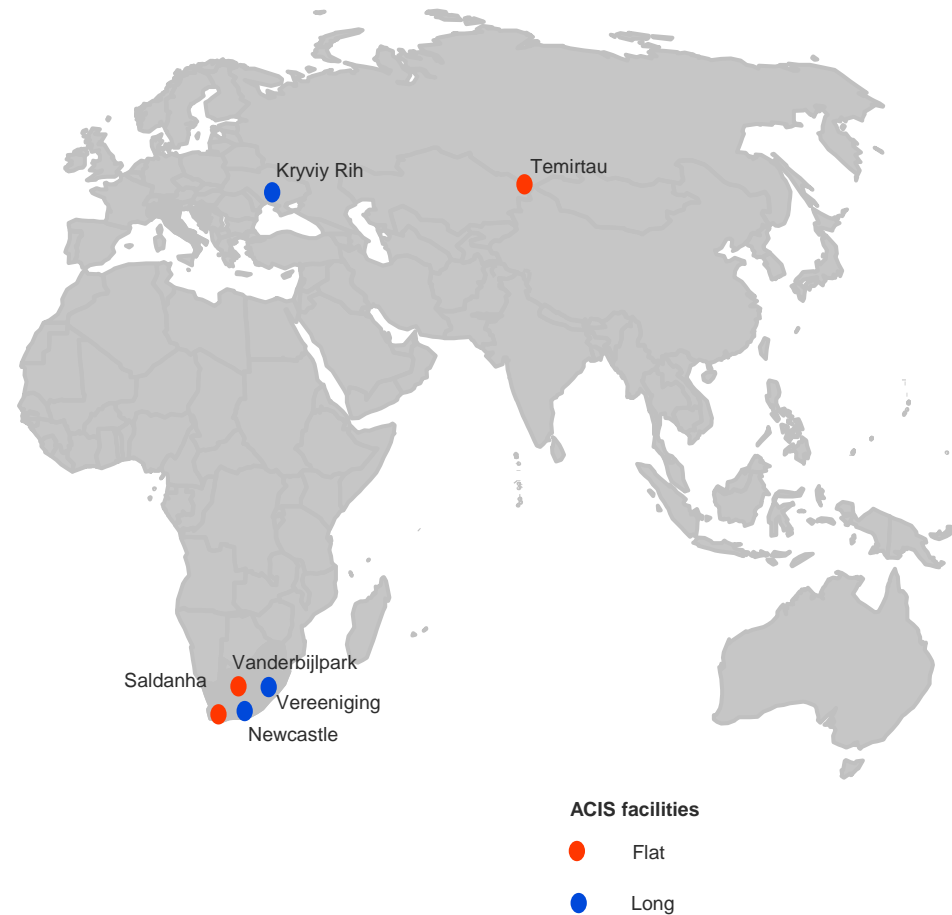 Kryviy Rih
Temirtau
Vanderbijlpark
Saldanha
Vereeniging
Newcastle
ACIS facilities
Flat
Long